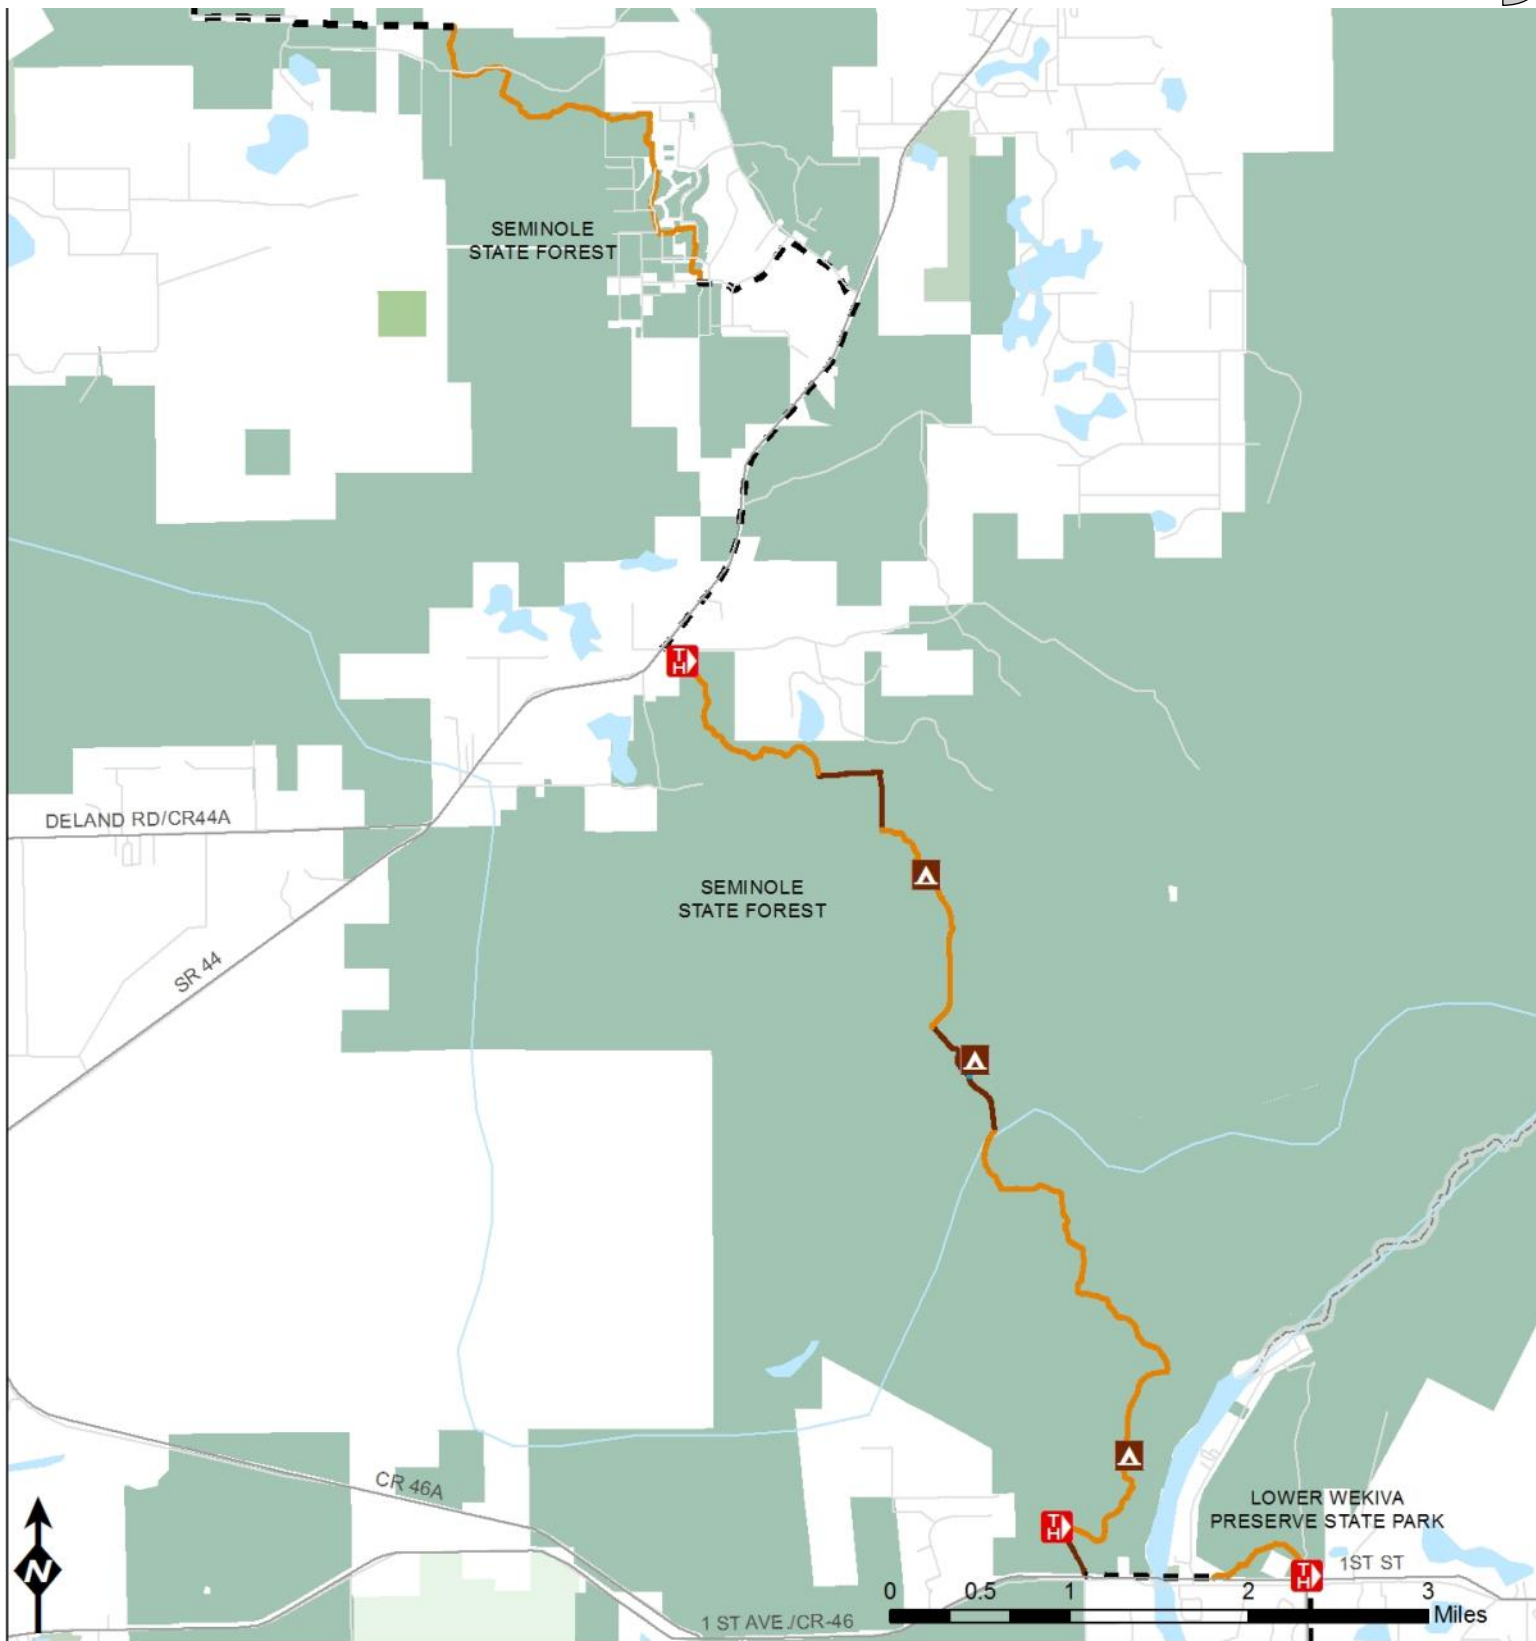 SEMINOLE
STATE FOREST
T
H
DELAND RD/CR44A
SEMINOLE
STATE FOREST
SR 44
CR 46A
LOWER WEKIVA
PRESERVE STATE PARK
T
H
1ST ST
T
H
N
0 0.5 1 2 3
Miles
1 ST AVE./CR-46